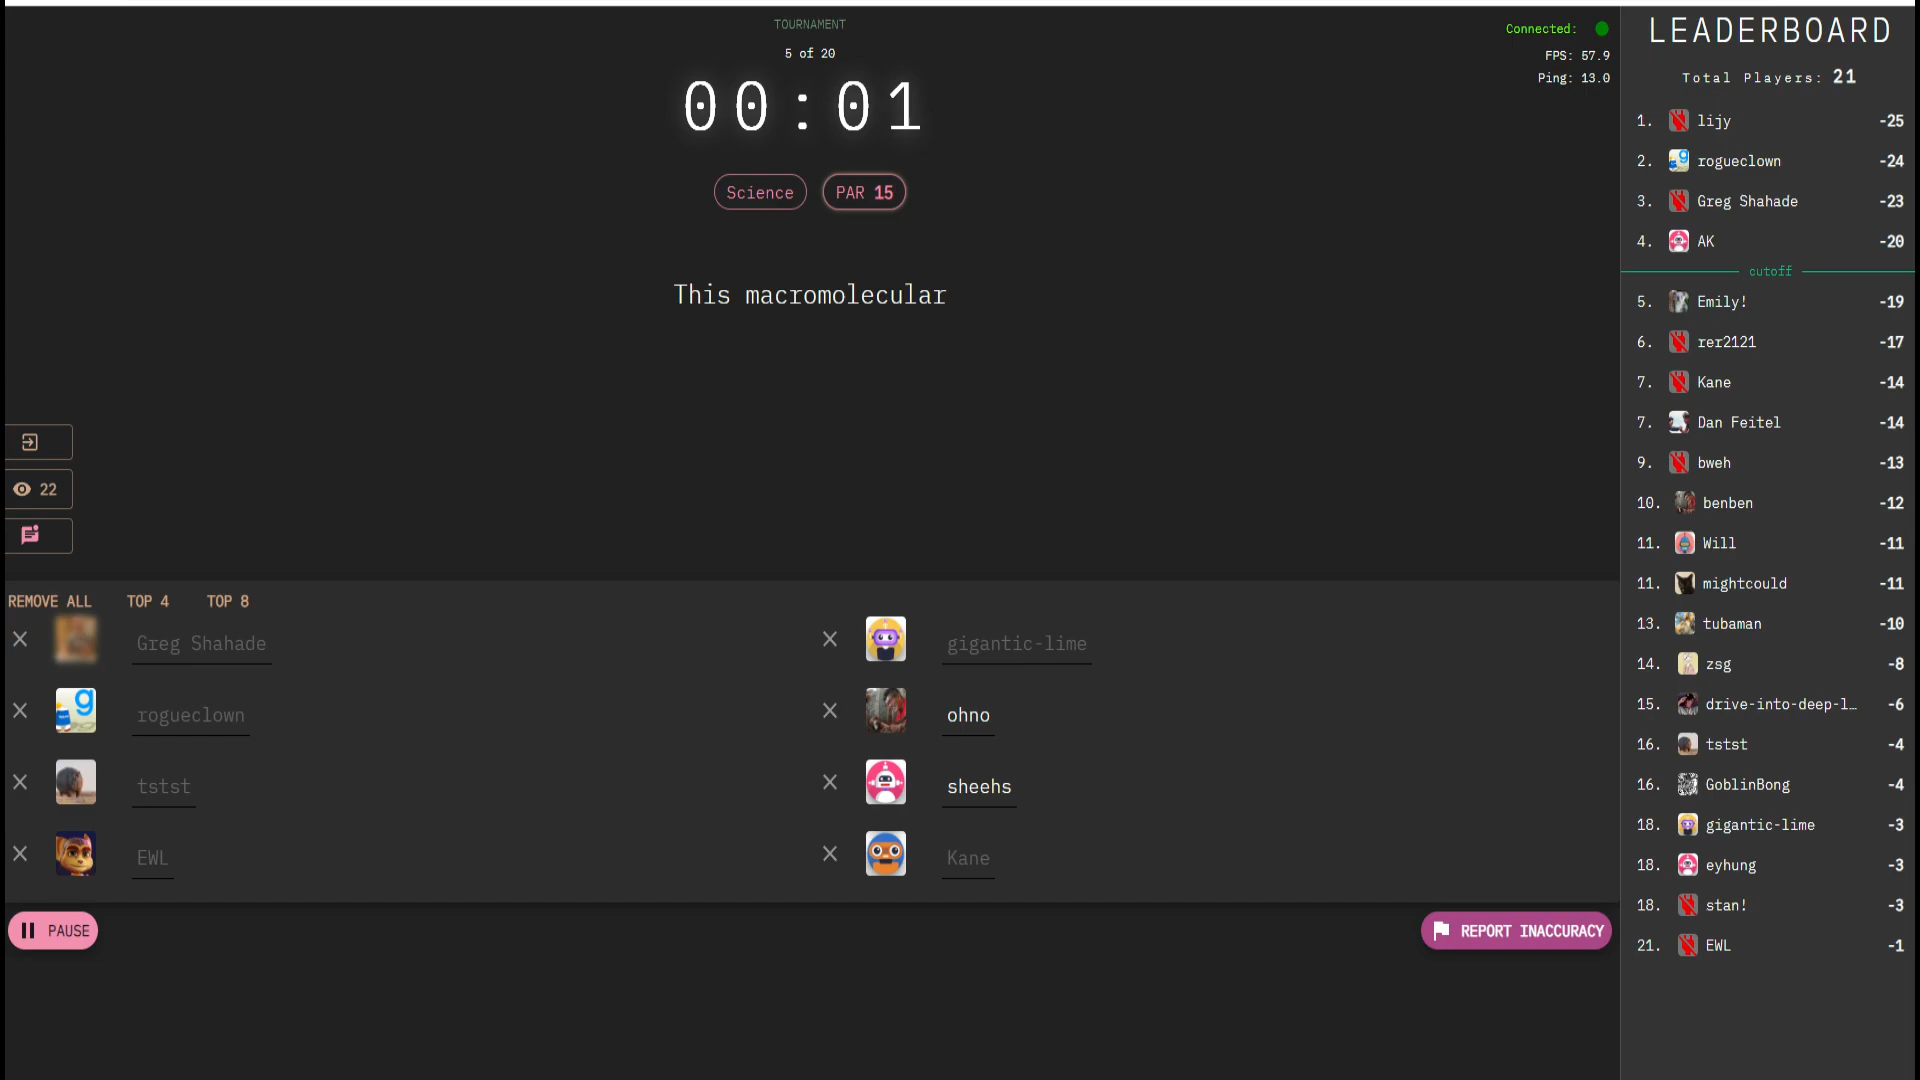 TOURNAMENT
5 of 20
00:01
Science
PAR 15
This macromolecular
Connected:
FPS: 57.9
Ping: 13.0
22
REMOVE ALL TOP 4 TOP 8
Greg Shahade
gigantic-lime
rogueclown
ohno
tstst
sheehs
EWL
Kane
PAUSE
REPORT INACCURACY
LEADERBOARD
Total Players: 21
1. lijy -25
2. rogueclown -24
3. Greg Shahade -23
4. AK -20
cutoff
5. Emily! -19
6. rer2121 -17
7. Kane -14
7. Dan Feitel -14
9. bweh -13
10. benben -12
11. Will -11
11. mightcould -11
13. tubaman -10
14. zsg -8
15. drive-into-deep-l… -6
16. tstst -4
16. GoblinBong -4
18. gigantic-lime -3
18. eyhung -3
18. stan! -3
21. EWL -1